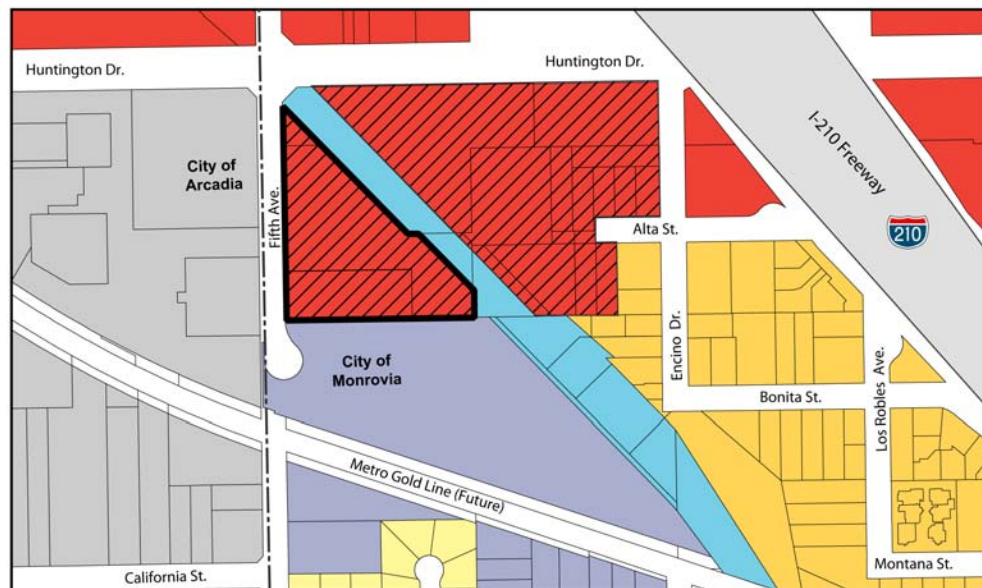 Huntington Dr.
Huntington Dr.
I-210 Freeway
City of
Arcadia
Fifth Ave.
210
Alta St.
Encino Dr.
City of
Monrovia
Los Robles Ave.
Bonita St.
Metro Gold Line (Future)
California St.
Montana St.